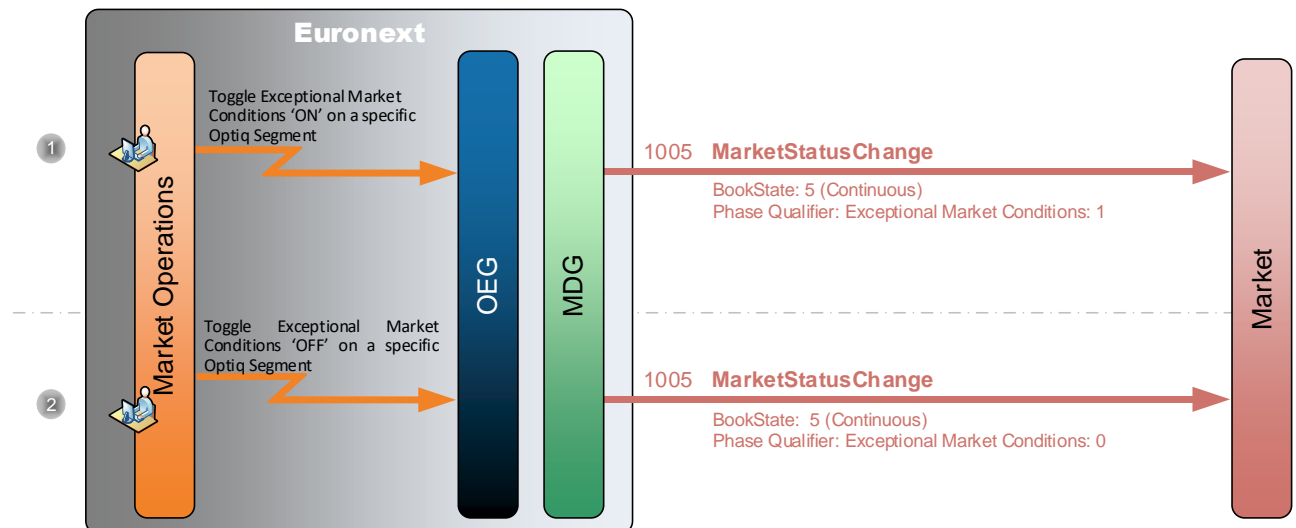 Euronext
1
Toggle Exceptional Market
Conditions ‘ON’ on a specific
Optiq Segment
1005 MarketStatusChange
BookState: 5 (Continuous)
Phase Qualifier: Exceptional Market Conditions: 1
Market Operations
OEG
MDG
Market
2
Toggle Exceptional Market
Conditions ‘OFF’ on a specific
Optiq Segment
1005 MarketStatusChange
BookState: 5 (Continuous)
Phase Qualifier: Exceptional Market Conditions: 0